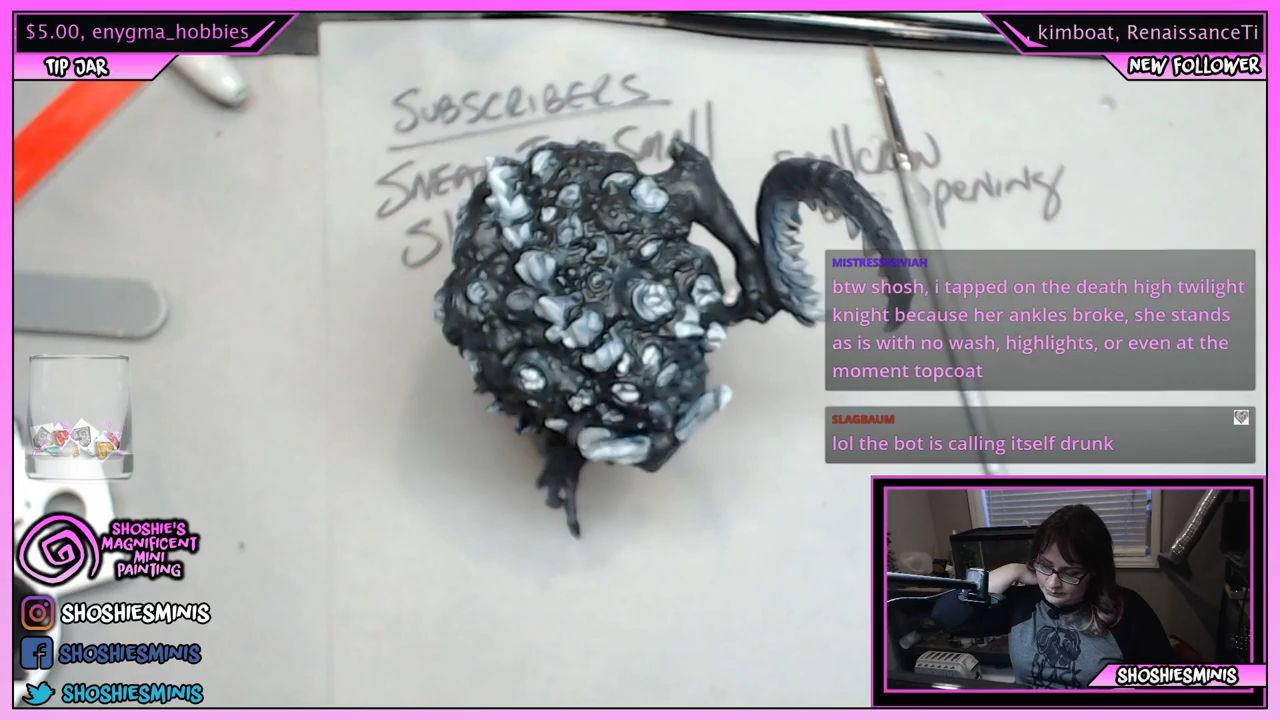 $5.00, enygma_hobbies
TIP JAR
, kimboat, RenaissanceTi
NEW FOLLOWER
SUBSCRIBERS
Small
opening
MISTRESS
btw shosh, i tapped on the death high twilight
knight because her ankles broke, she stands
as is with no wash, highlights, or even at the
moment topcoat
SLAGBAUM
lol the bot is calling itself drunk
SHOSHIE'S
MAGNIFICENT
MINI
PAINTING
SHOSHIESMINIS
SHOSHIESMINIS
SHOSHIESMINIS
SHOSHIESMINIS